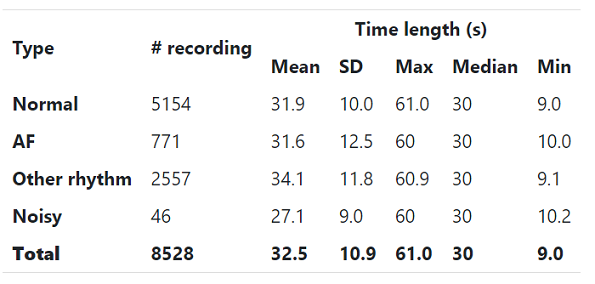 Time length (s)
Type # recording
Mean SD Max Median Min
Normal 5154 31.9 10.0 61.0 30 9.0
AF 771 31.6 12.5 60 30 10.0
Other rhythm 2557 34.1 11.8 60.9 30 9.1
Noisy 46 27.1 9.0 60 30 10.2
Total 8528 32.5 10.9 61.0 30 9.0